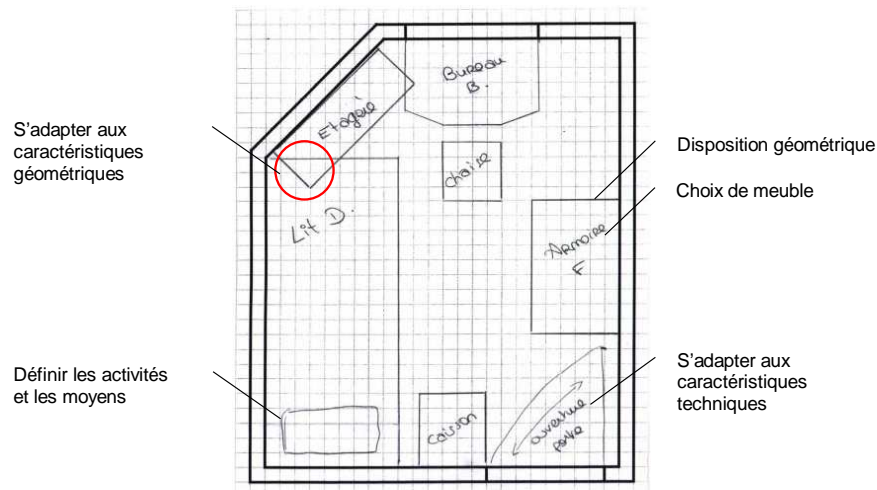 S'adapter aux
caractéristiques
géométriques
Bureau
B.
Etagère
chaise
Disposition géométrique
Choix de meuble
Lit D.
Armoire
F
Définir les activités
et les moyens
S'adapter aux
caractéristiques
techniques
caisson
ouverture
porte